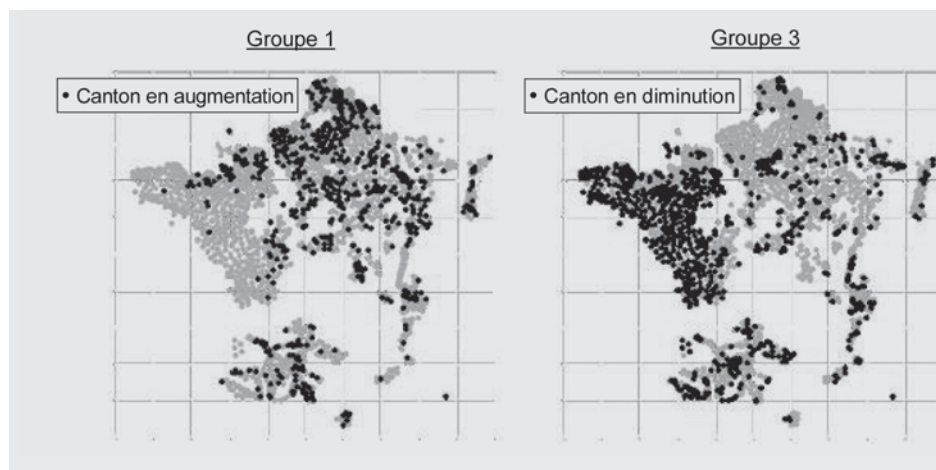 Groupe 1
• Canton en augmentation
Groupe 3
• Canton en diminution